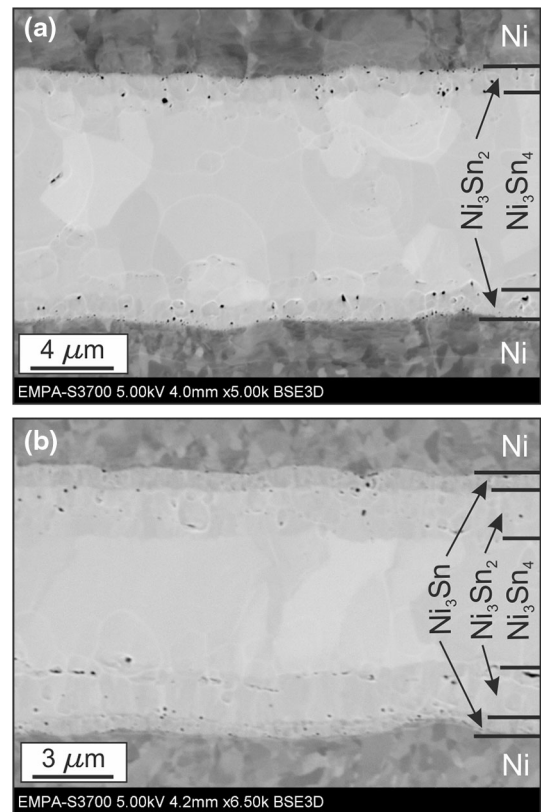 (a)
Ni
Ni₃Sn₂
Ni₃Sn₄
Ni
4 μm
EMPA-S3700 5.00kV 4.0mm x5.00k BSE3D
(b)
Ni
Ni₃Sn
Ni₃Sn₂
Ni₃Sn₄
Ni
3 μm
EMPA-S3700 5.00kV 4.2mm x6.50k BSE3D